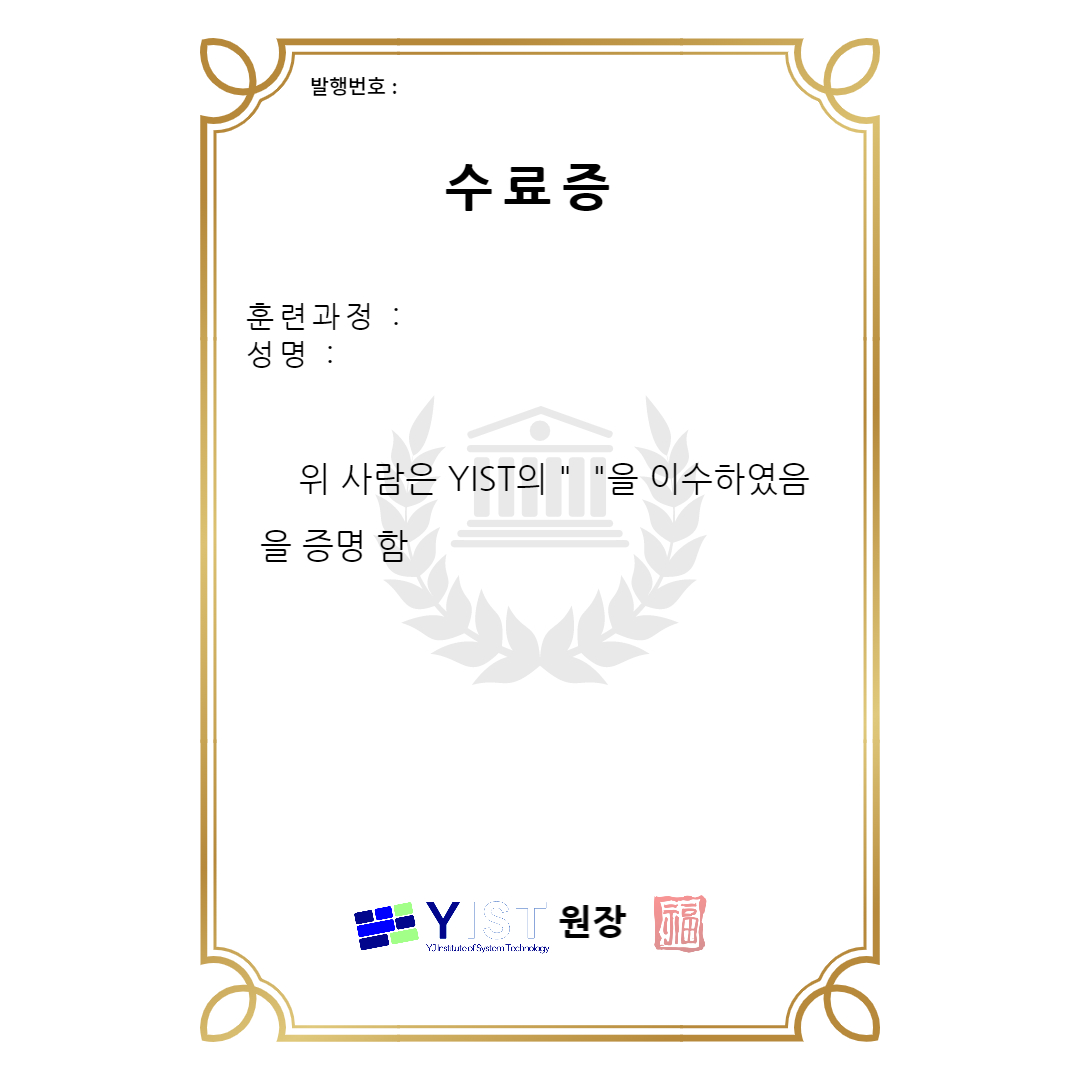 발행번호 :
수료증
훈련과정 :
성명 :
위 사람은 YIST의 " "을 이수하였음
을 증명 함
YIST 원장 福
YJ Institute of System Technology